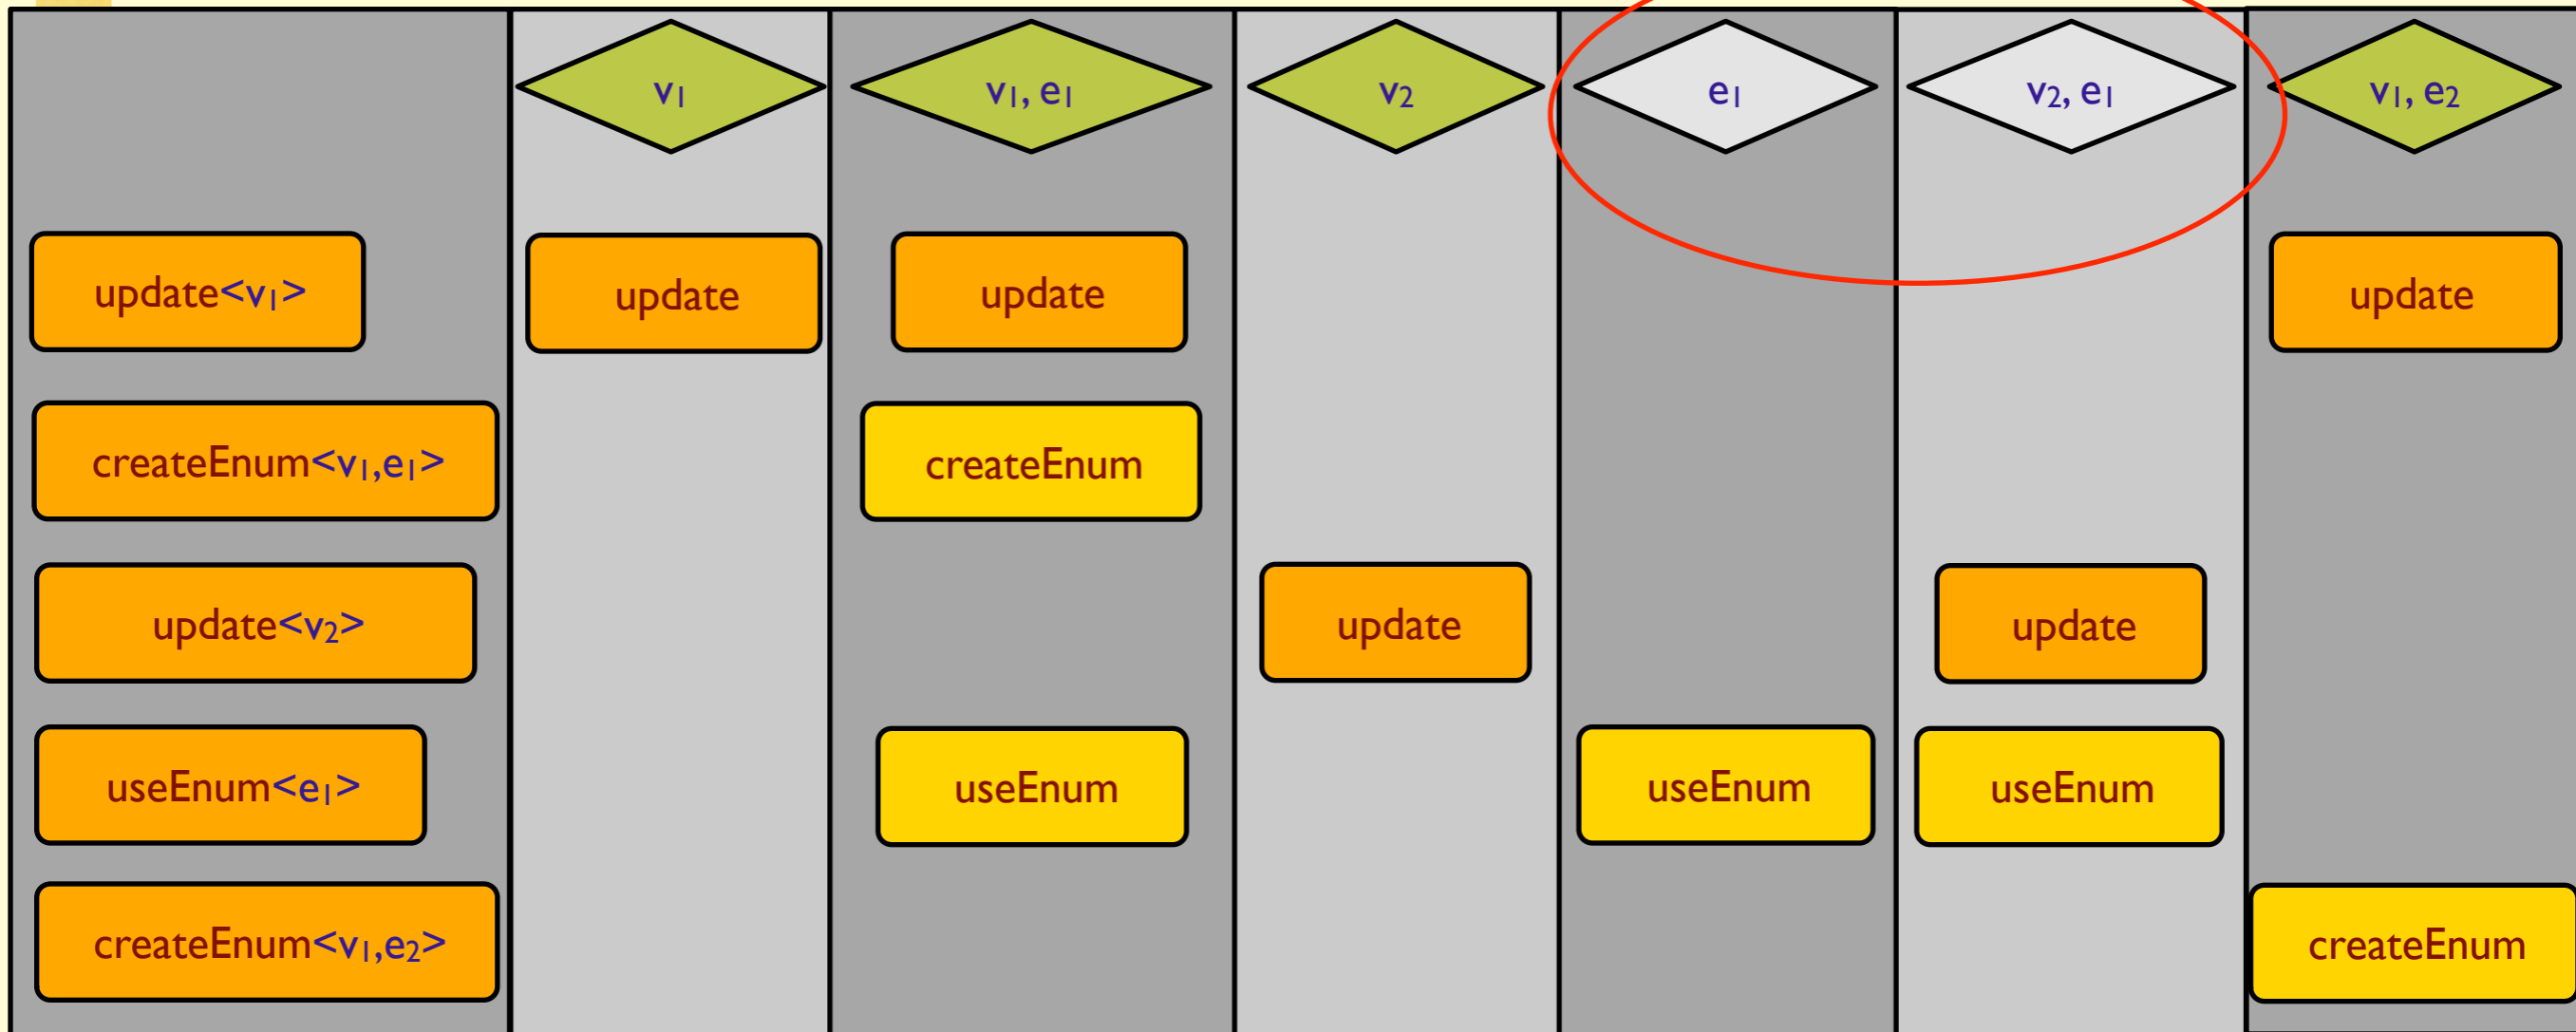 v₁
v₁, e₁
v₂
e₁
v₂, e₁
v₁, e₂
update<v₁>
update
update
update
createEnum<v₁,e₁>
createEnum
update<v₂>
update
update
useEnum<e₁>
useEnum
useEnum
useEnum
createEnum<v₁,e₂>
createEnum